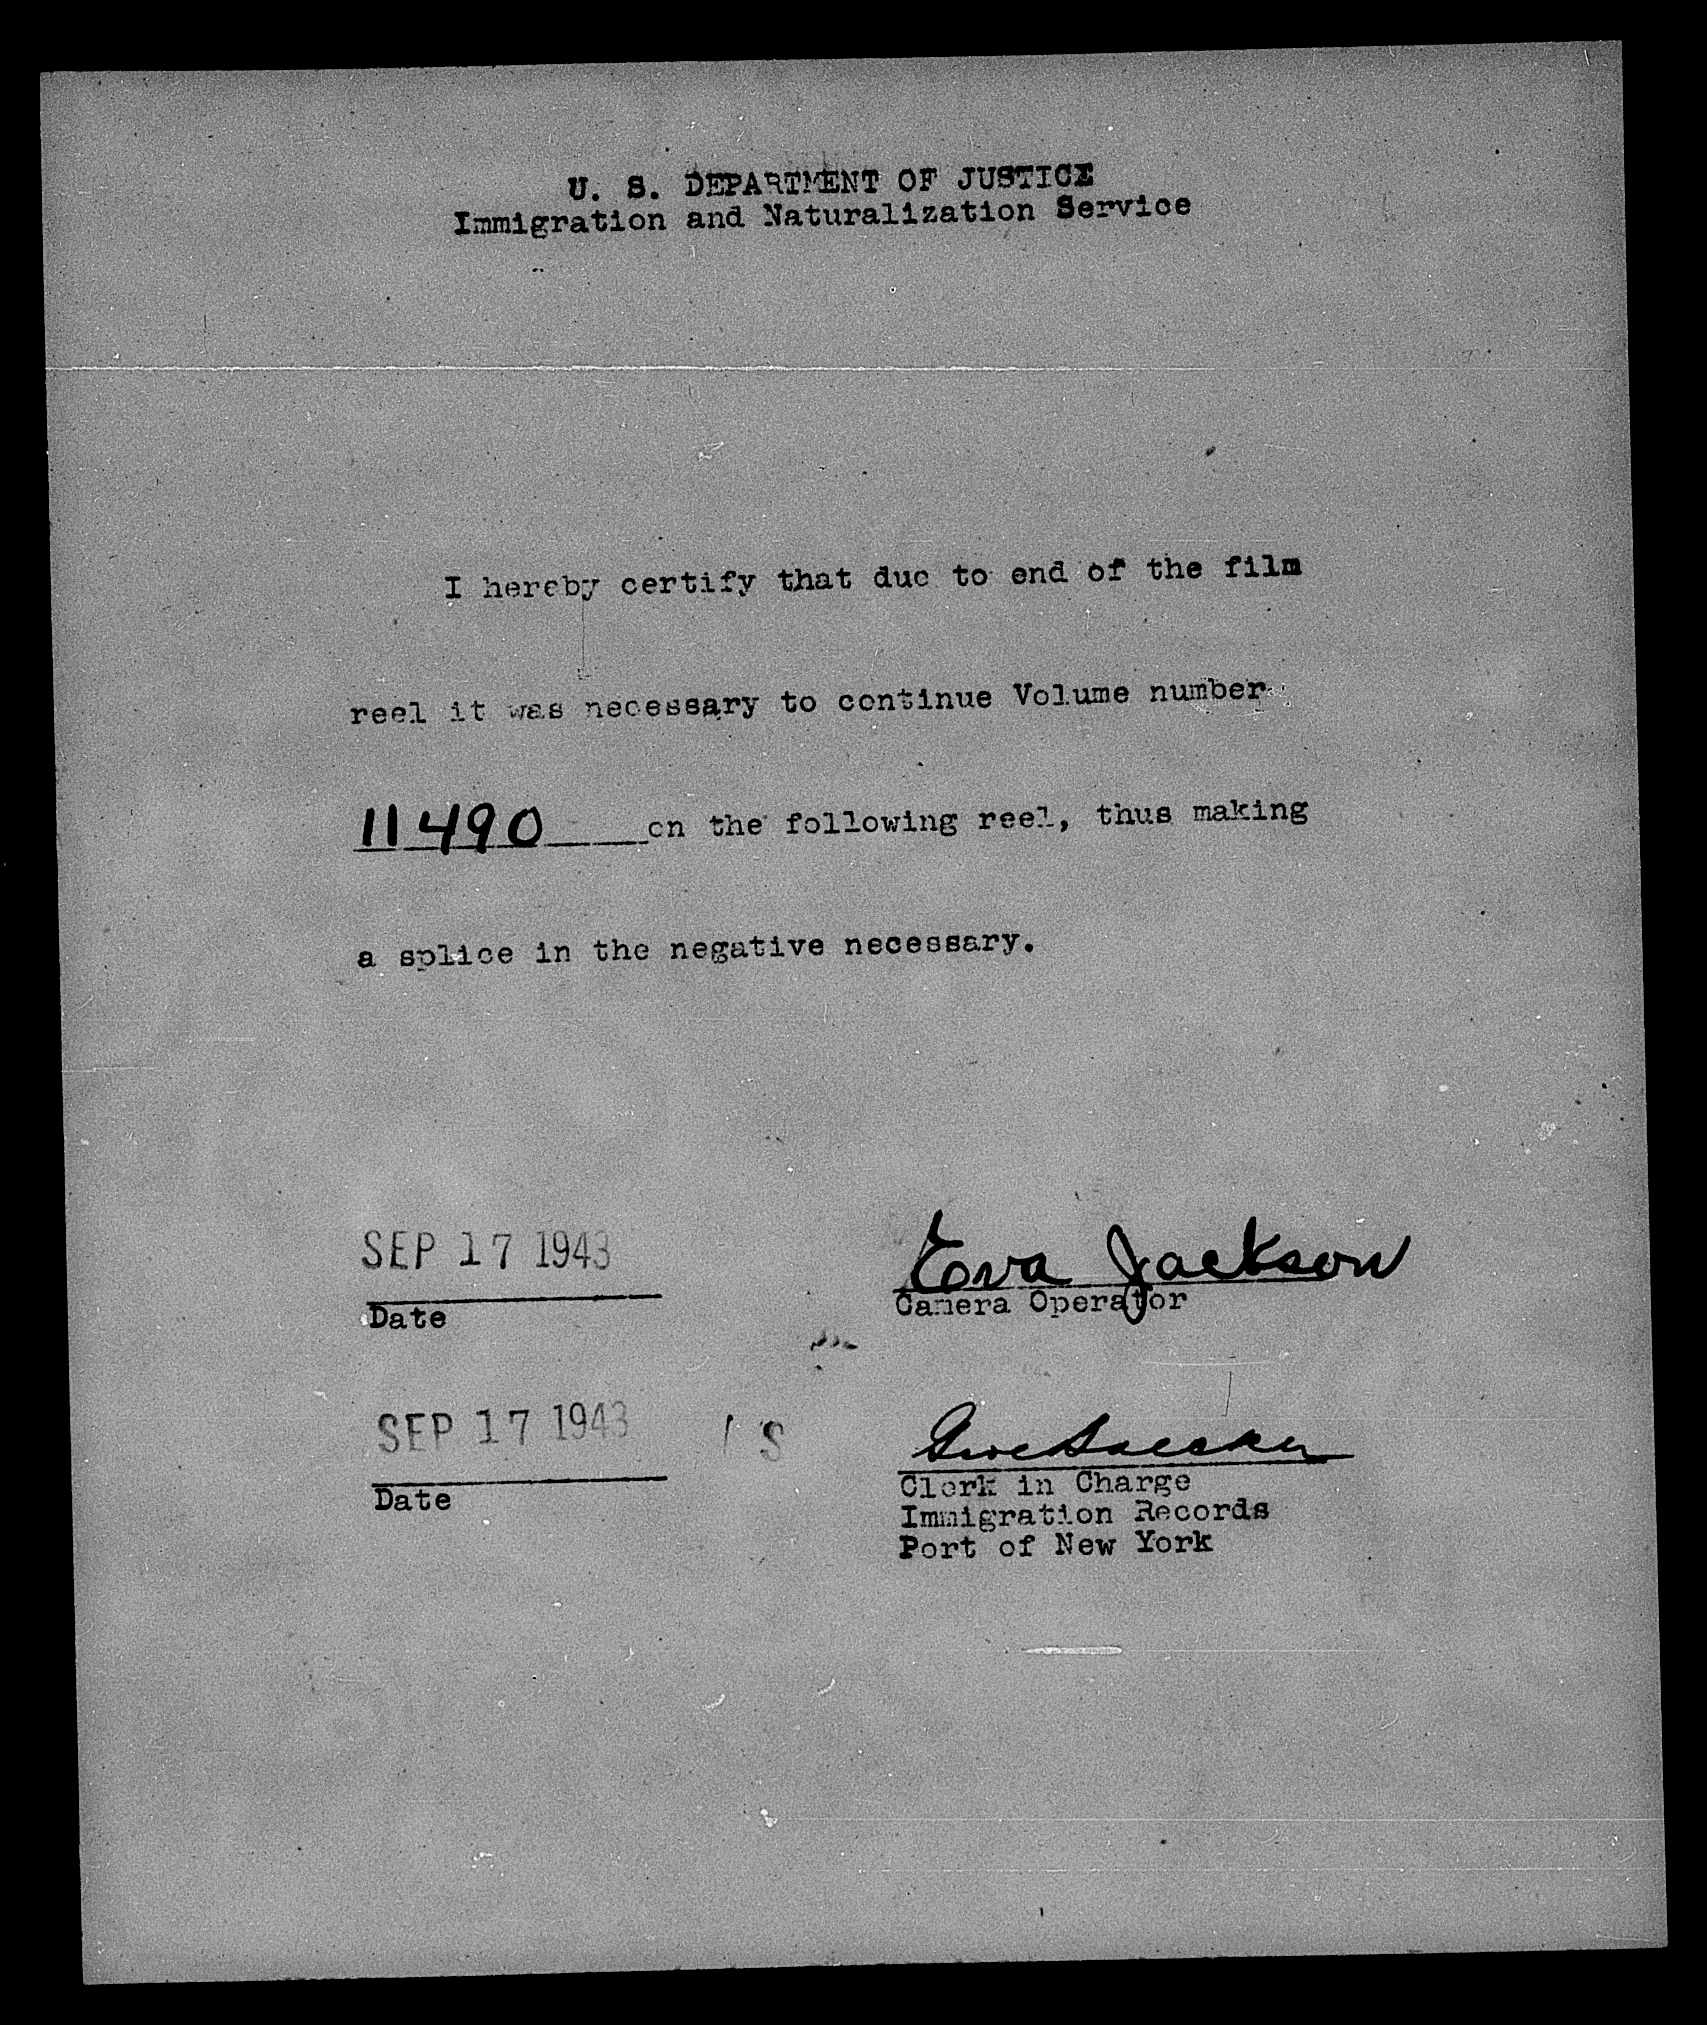 U. S. DEPARTMENT OF JUSTICE
Immigration and Naturalization Service
I hereby certify that due to end of the film
reel it was necessary to continue Volume number
11490 on the following reel, thus making
a splice in the negative necessary.
SEP 17 1943
Eva Jackson
Date
Camera Operator
SEP 17 1943
Date
Clerk in Charge
Immigration Records
Port of New York